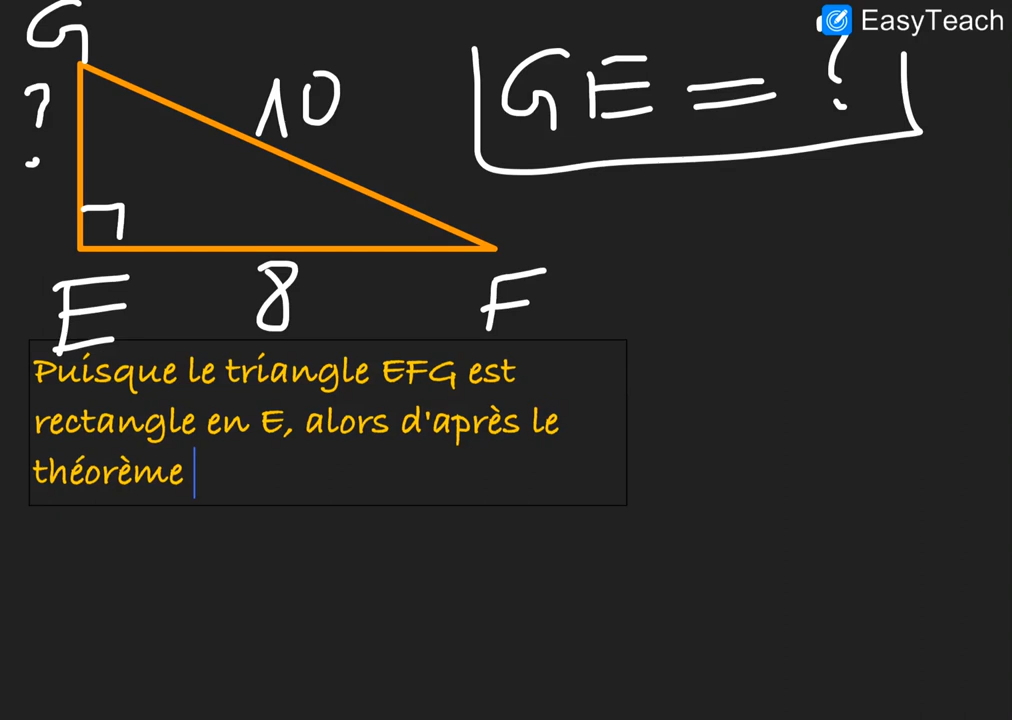 EasyTeach
G
?
10
GE = ?
E
8
F
Puisque le triangle EFG est
rectangle en E, alors d'après le
théorème